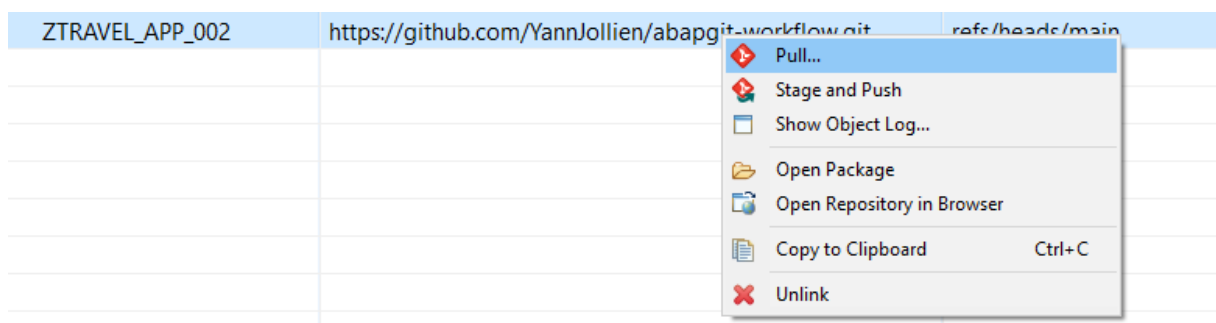 ZTRAVEL_APP_002 https://github.com/YannJollien/abapgit-workflow.git refs/heads/main
Pull...
Stage and Push
Show Object Log...
Open Package
Open Repository in Browser
Copy to Clipboard Ctrl+C
Unlink